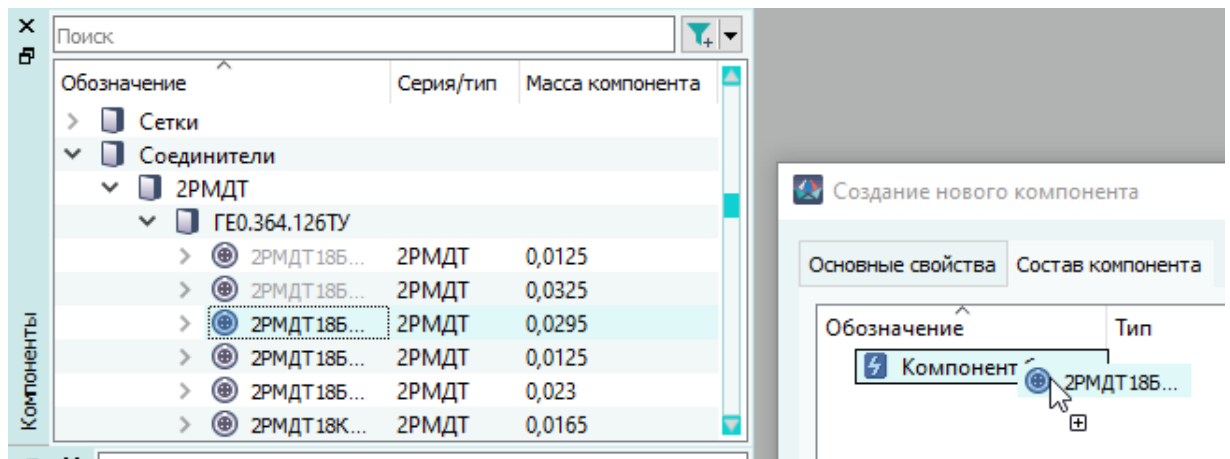 Поиск
Обозначение Серия/тип Масса компонента
Сетки
Соединители
2РМДТ
ГЕ0.364.126ТУ
2РМДТ18Б... 2РМДТ 0,0125
2РМДТ18Б... 2РМДТ 0,0325
2РМДТ18Б... 2РМДТ 0,0295
2РМДТ18Б... 2РМДТ 0,0125
2РМДТ18Б... 2РМДТ 0,023
2РМДТ18К... 2РМДТ 0,0165
Компоненты
Создание нового компонента
Основные свойства Состав компонента
Обозначение Тип
Компонент
2РМДТ18Б...